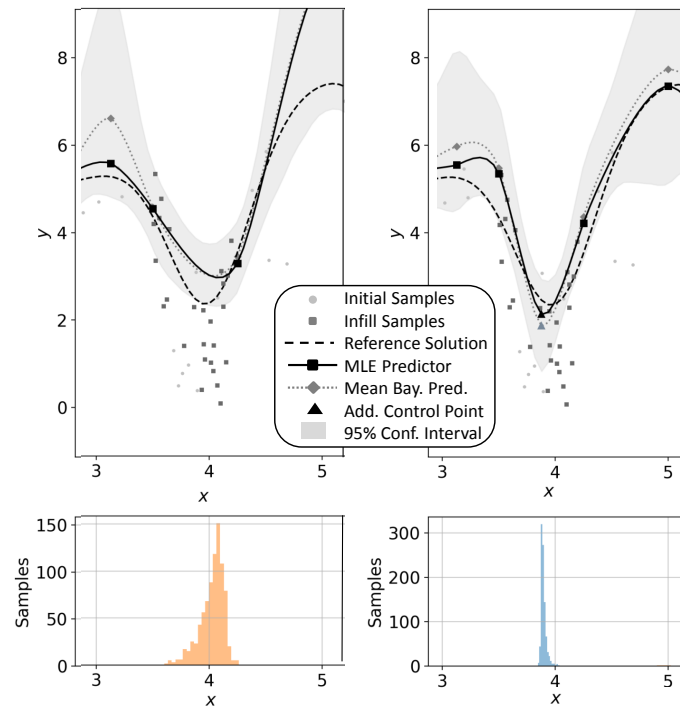 8
6
4
2
0
y
3
4
5
x
8
6
4
2
0
y
3
4
5
x
Initial Samples
Infill Samples
Reference Solution
MLE Predictor
Mean Bay. Pred.
Add. Control Point
95% Conf. Interval
150
100
50
0
Samples
3
4
5
x
300
200
100
0
Samples
3
4
5
x